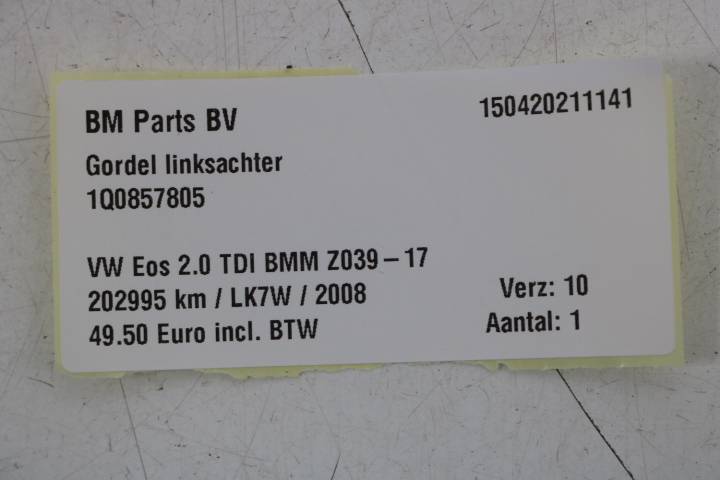 BM Parts BV
150420211141
Gordel linksachter
1Q0857805
VW Eos 2.0 TDI BMM Z039 – 17
202995 km / LK7W / 2008
Verz: 10
49.50 Euro incl. BTW
Aantal: 1